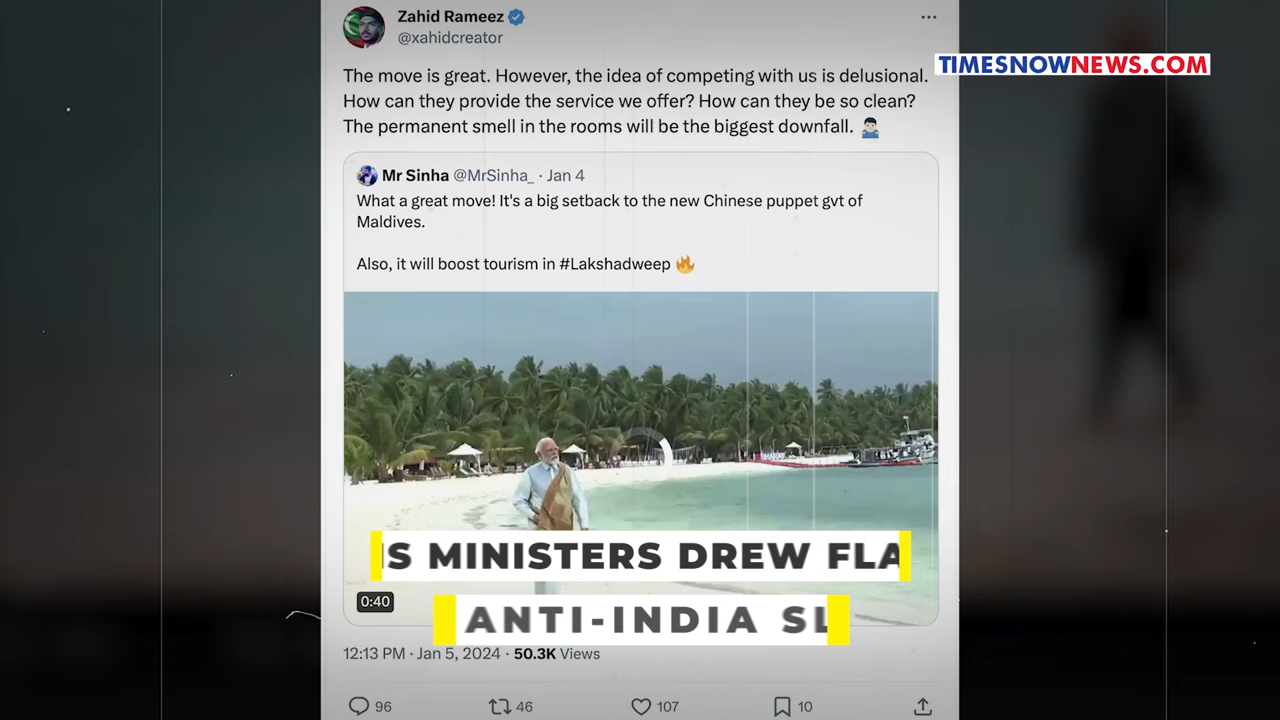 Zahid Rameez
@xahidcreator
TIMESNOWNEWS.COM
The move is great. However, the idea of competing with us is delusional.
How can they provide the service we offer? How can they be so clean?
The permanent smell in the rooms will be the biggest downfall.
Mr Sinha @MrSinha_ · Jan 4
What a great move! It's a big setback to the new Chinese puppet gvt of
Maldives.
Also, it will boost tourism in #Lakshadweep 🔥
S MINISTERS DREW FLA
ANTI-INDIA SL
0:40
12:13 PM · Jan 5, 2024 · 50.3K Views
96 46 107 10